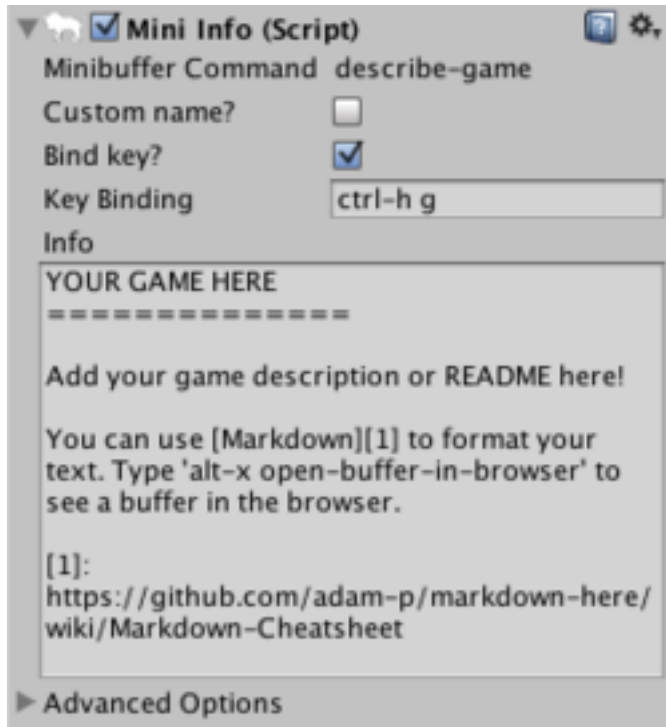 Mini Info (Script)
Minibuffer Command describe-game
Custom name?
Bind key?
Key Binding ctrl-h g
Info
YOUR GAME HERE
==============
Add your game description or README here!
You can use [Markdown][1] to format your
text. Type 'alt-x open-buffer-in-browser' to
see a buffer in the browser.
[1]:
https://github.com/adam-p/markdown-here/
wiki/Markdown-Cheatsheet
Advanced Options